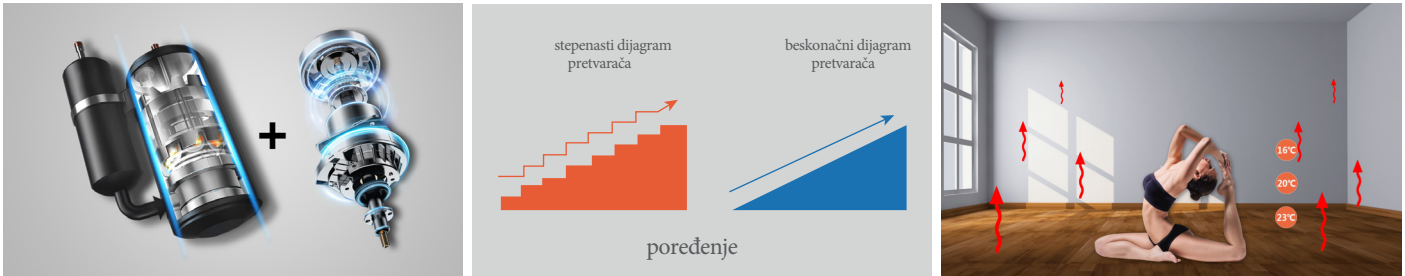 +
stepenasti dijagram
pretvarača
beskonačni dijagram
pretvarača
poređenje
16℃
20℃
23℃